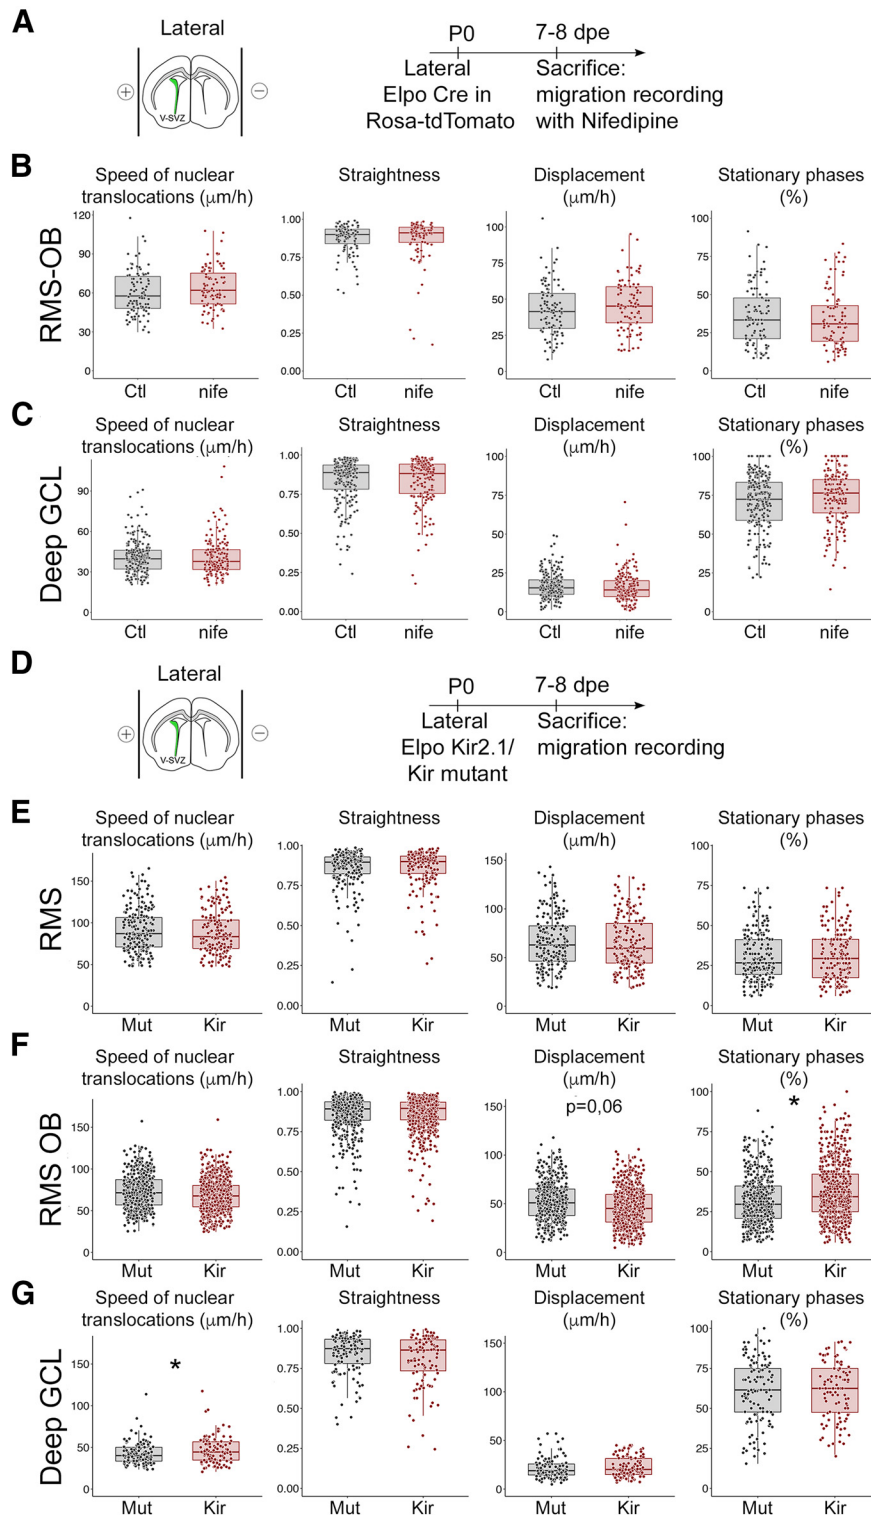 A
Lateral
+
−
V-SVZ
P0
7-8 dpe
Lateral
Elpo Cre in
Rosa-tdTomato
Sacrifice:
migration recording
with Nifedipine
B
RMS-OB
Speed of nuclear
translocations (μm/h)
120
90
60
30
0
Ctl
nife
Straightness
1.00
0.75
0.50
0.25
0.00
Ctl
nife
Displacement
(μm/h)
100
75
50
25
0
Ctl
nife
Stationary phases
(%)
100
75
50
25
0
Ctl
nife
C
Deep GCL
Speed of nuclear
translocations (μm/h)
90
60
30
0
Ctl
nife
Straightness
1.00
0.75
0.50
0.25
0.00
Ctl
nife
Displacement
(μm/h)
100
75
50
25
0
Ctl
nife
Stationary phases
(%)
100
75
50
25
0
Ctl
nife
D
Lateral
+
−
V-SVZ
P0
7-8 dpe
Lateral
Elpo Kir2.1/
Kir mutant
Sacrifice:
migration recording
E
RMS
Speed of nuclear
translocations (μm/h)
150
100
50
0
Mut
Kir
Straightness
1.00
0.75
0.50
0.25
0.00
Mut
Kir
Displacement
(μm/h)
150
100
50
0
Mut
Kir
Stationary phases
(%)
100
75
50
25
0
Mut
Kir
F
RMS OB
Speed of nuclear
translocations (μm/h)
150
100
50
0
Mut
Kir
Straightness
1.00
0.75
0.50
0.25
0.00
Mut
Kir
Displacement
(μm/h)
p=0,06
150
100
50
0
Mut
Kir
Stationary phases
(%)
*
100
75
50
25
0
Mut
Kir
G
Deep GCL
Speed of nuclear
translocations (μm/h)
*
150
100
50
0
Mut
Kir
Straightness
1.00
0.75
0.50
0.25
0.00
Mut
Kir
Displacement
(μm/h)
150
100
50
0
Mut
Kir
Stationary phases
(%)
100
75
50
25
0
Mut
Kir